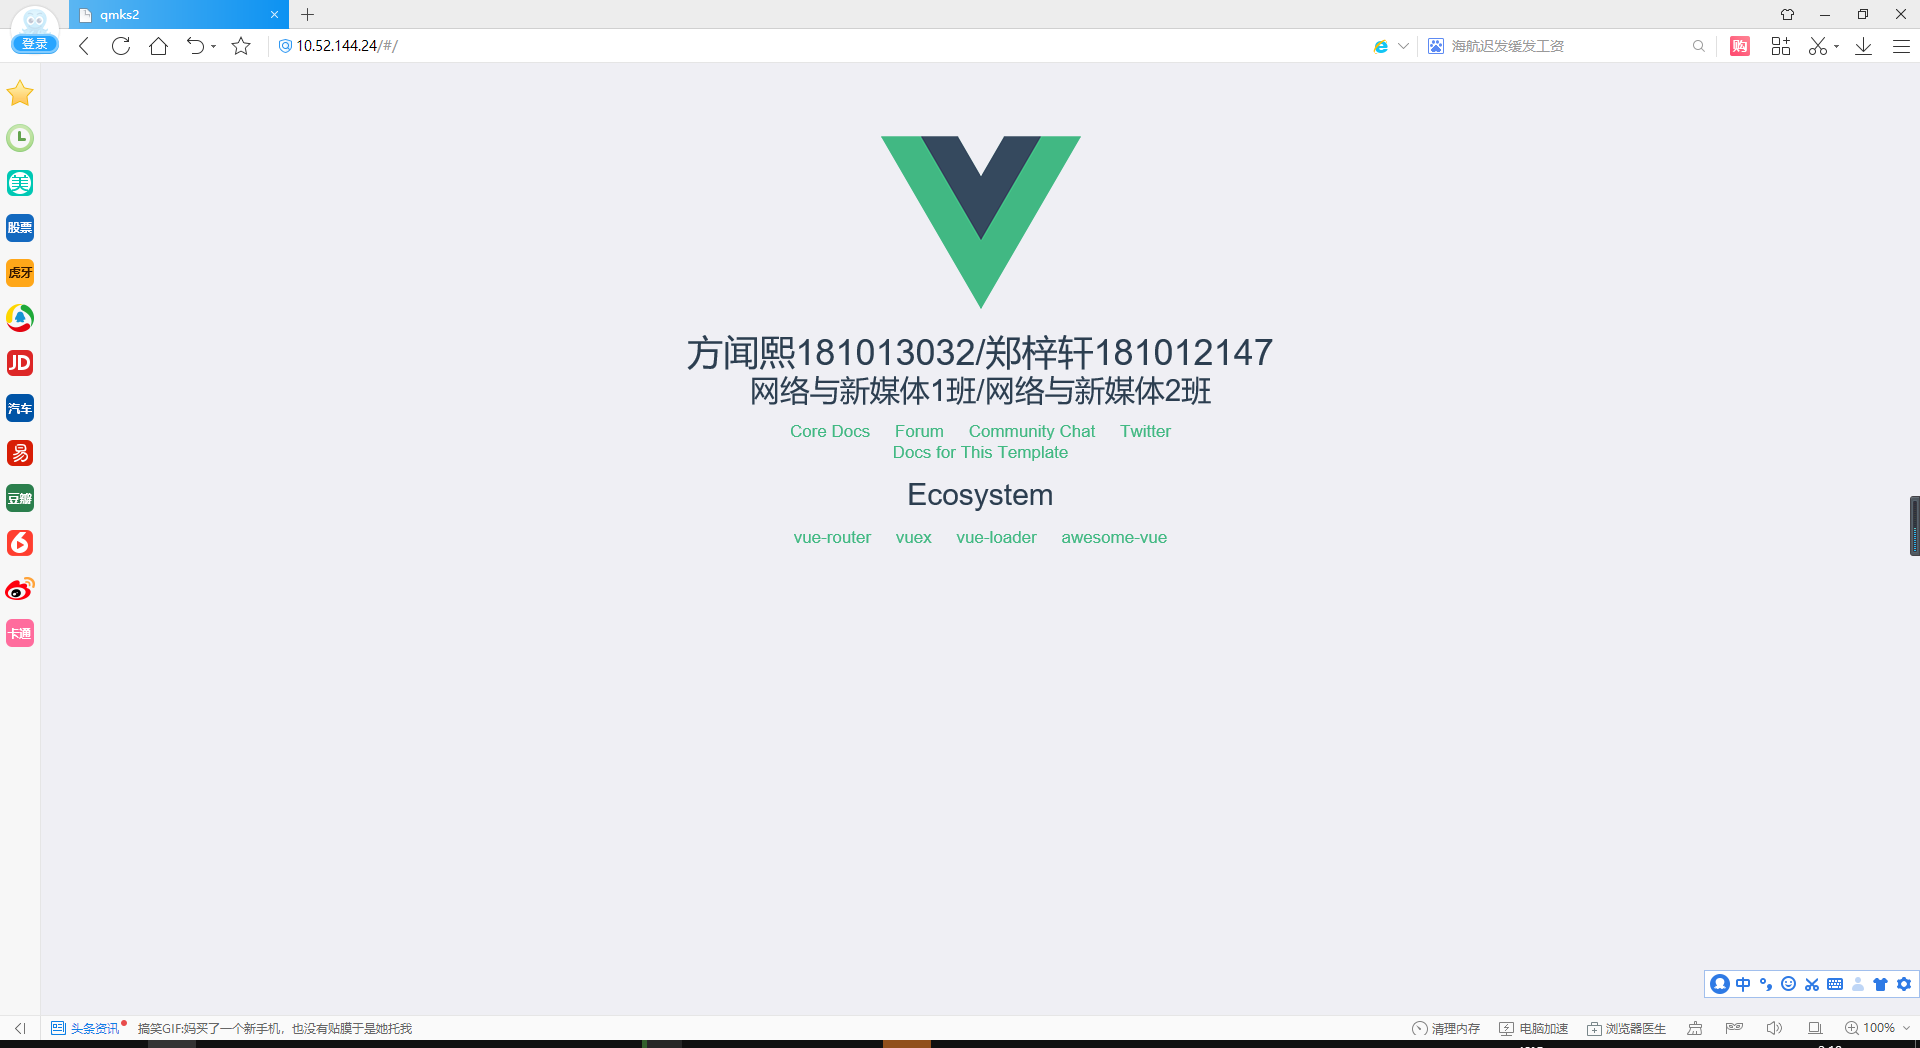 qmks2
登录
10.52.144.24/#/
海航迟发缓发工资
购
美
股票
虎牙
JD
汽车
易
豆瓣
卡通
方闻熙181013032/郑梓轩181012147
网络与新媒体1班/网络与新媒体2班
Core Docs Forum Community Chat Twitter
Docs for This Template
Ecosystem
vue-router vuex vue-loader awesome-vue
中
头条资讯 搞笑GIF:妈买了一个新手机，也没有贴膜于是她托我
清理内存 电脑加速 浏览器医生 100%